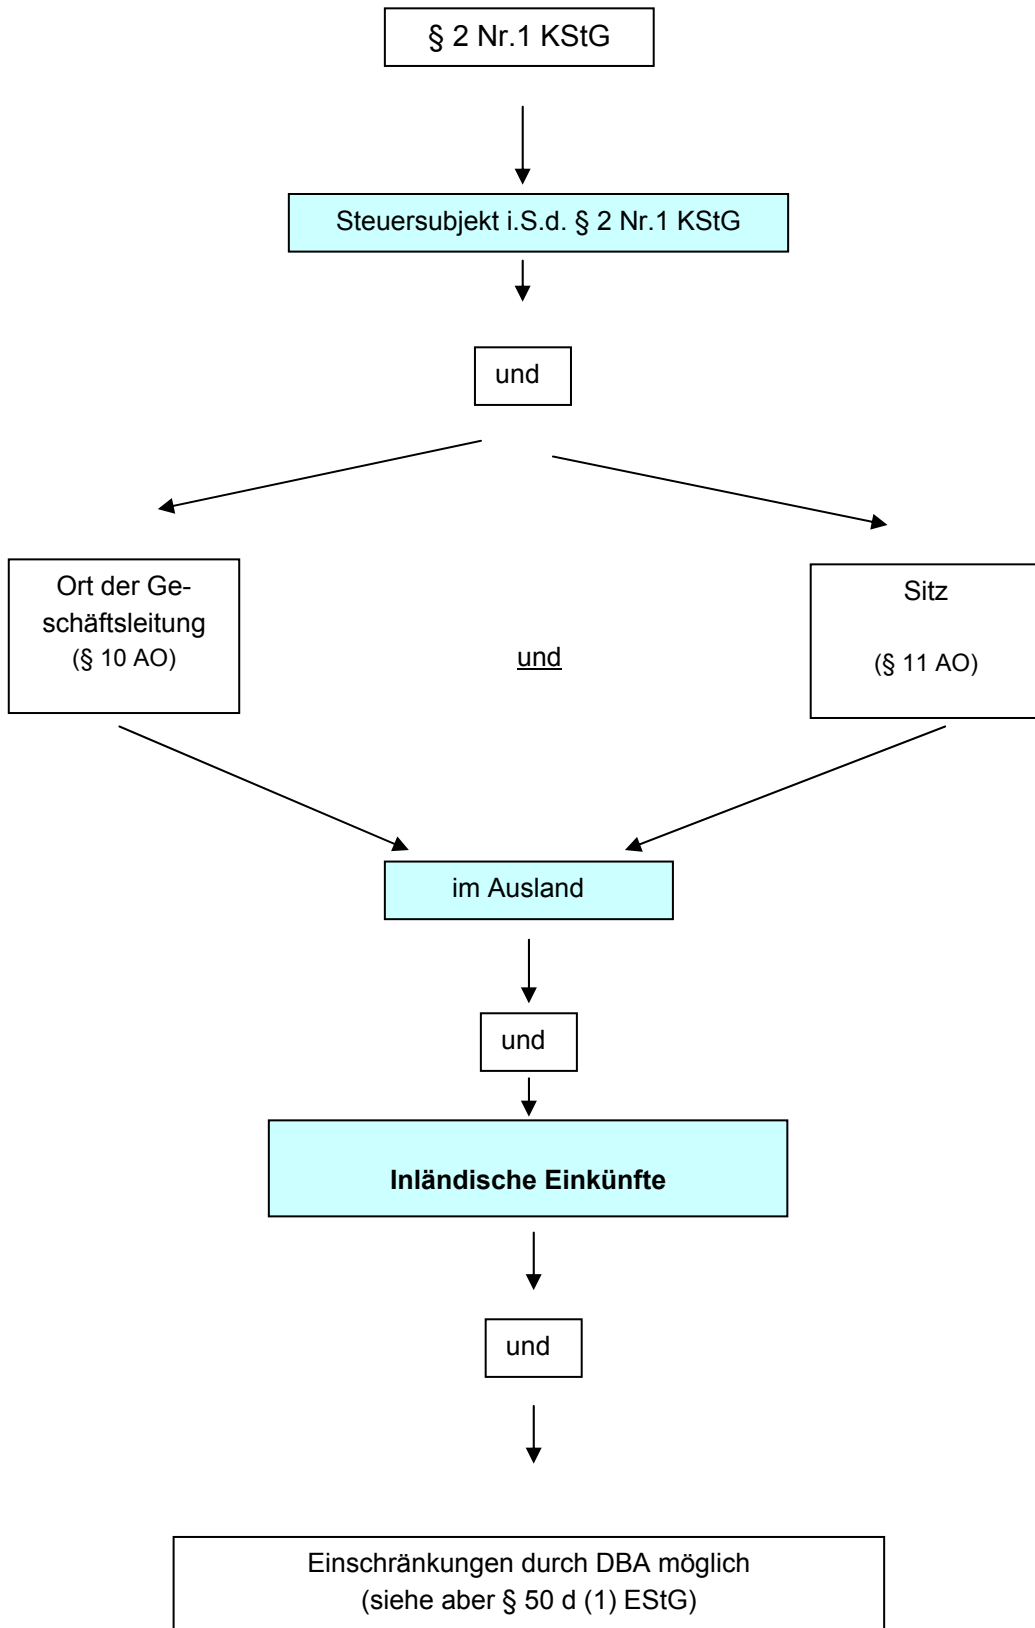 § 2 Nr.1 KStG
Steuersubjekt i.S.d. § 2 Nr.1 KStG
und
Ort der Ge-
schäftsleitung
(§ 10 AO)
und
Sitz
(§ 11 AO)
im Ausland
und
Inländische Einkünfte
und
Einschränkungen durch DBA möglich
(siehe aber § 50 d (1) EStG)